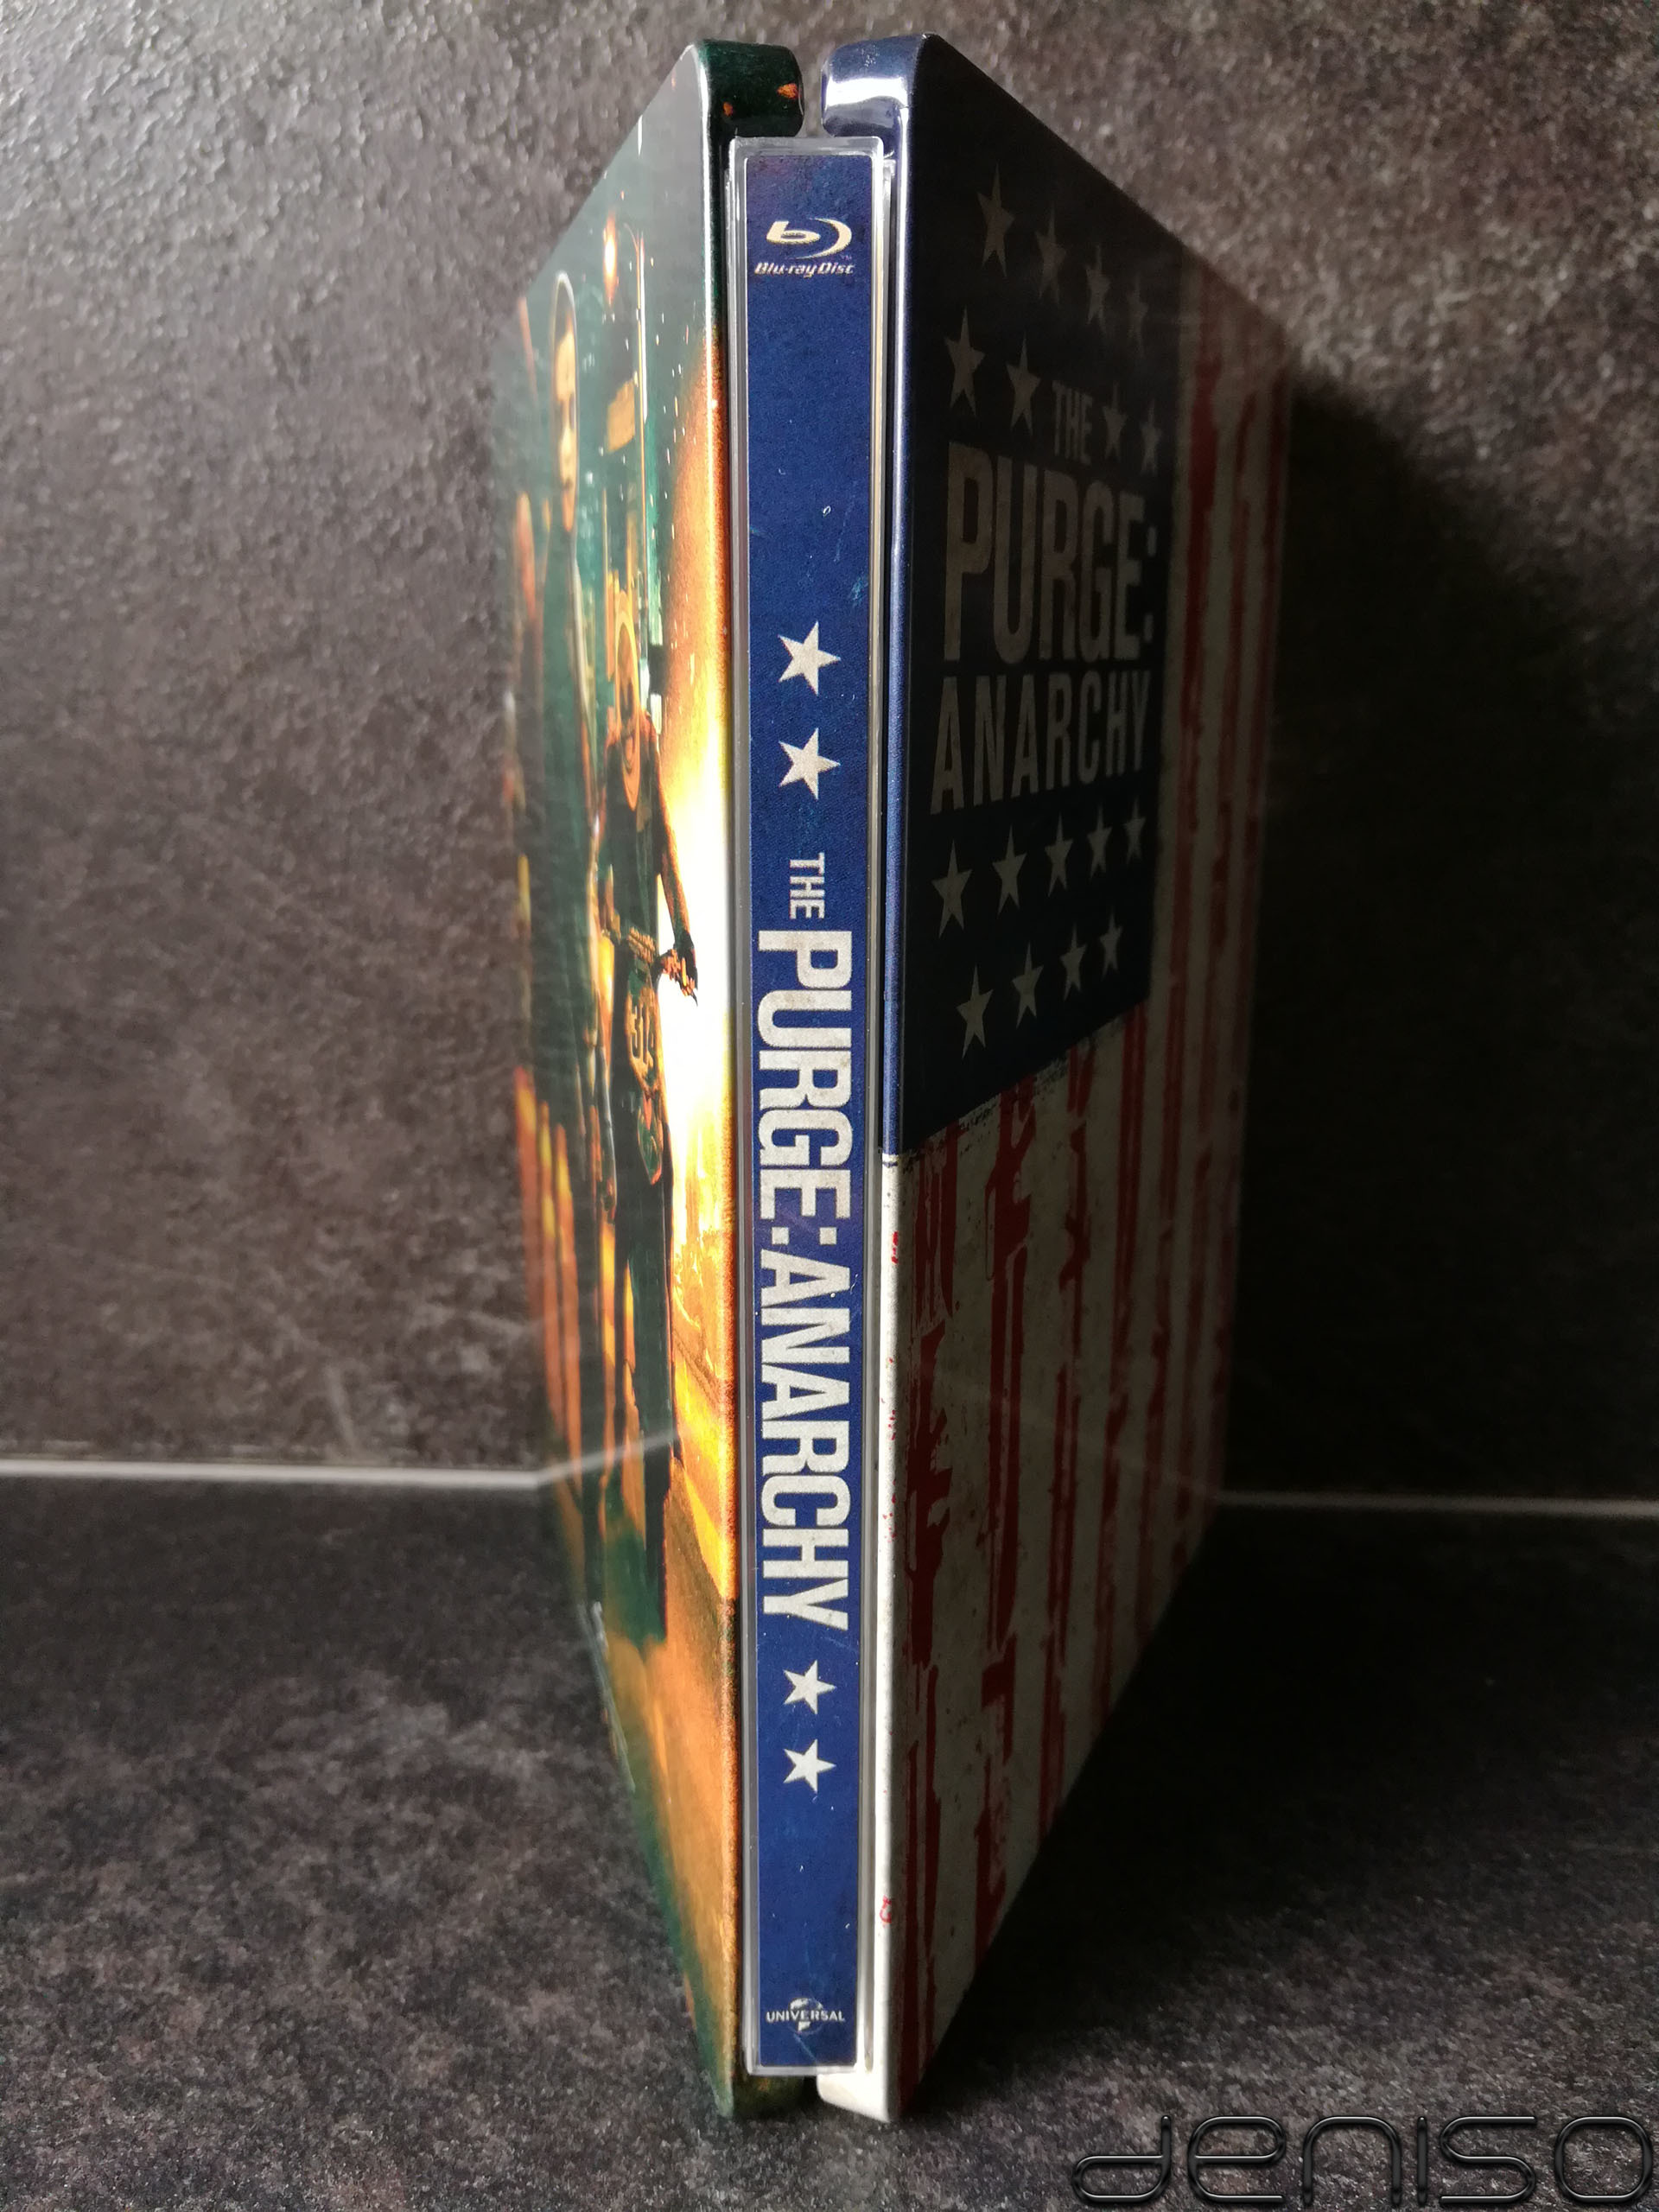 Blu-ray Disc
THE PURGE: ANARCHY
UNIVERSAL
THE
PURGE:
ANARCHY
314
deniso